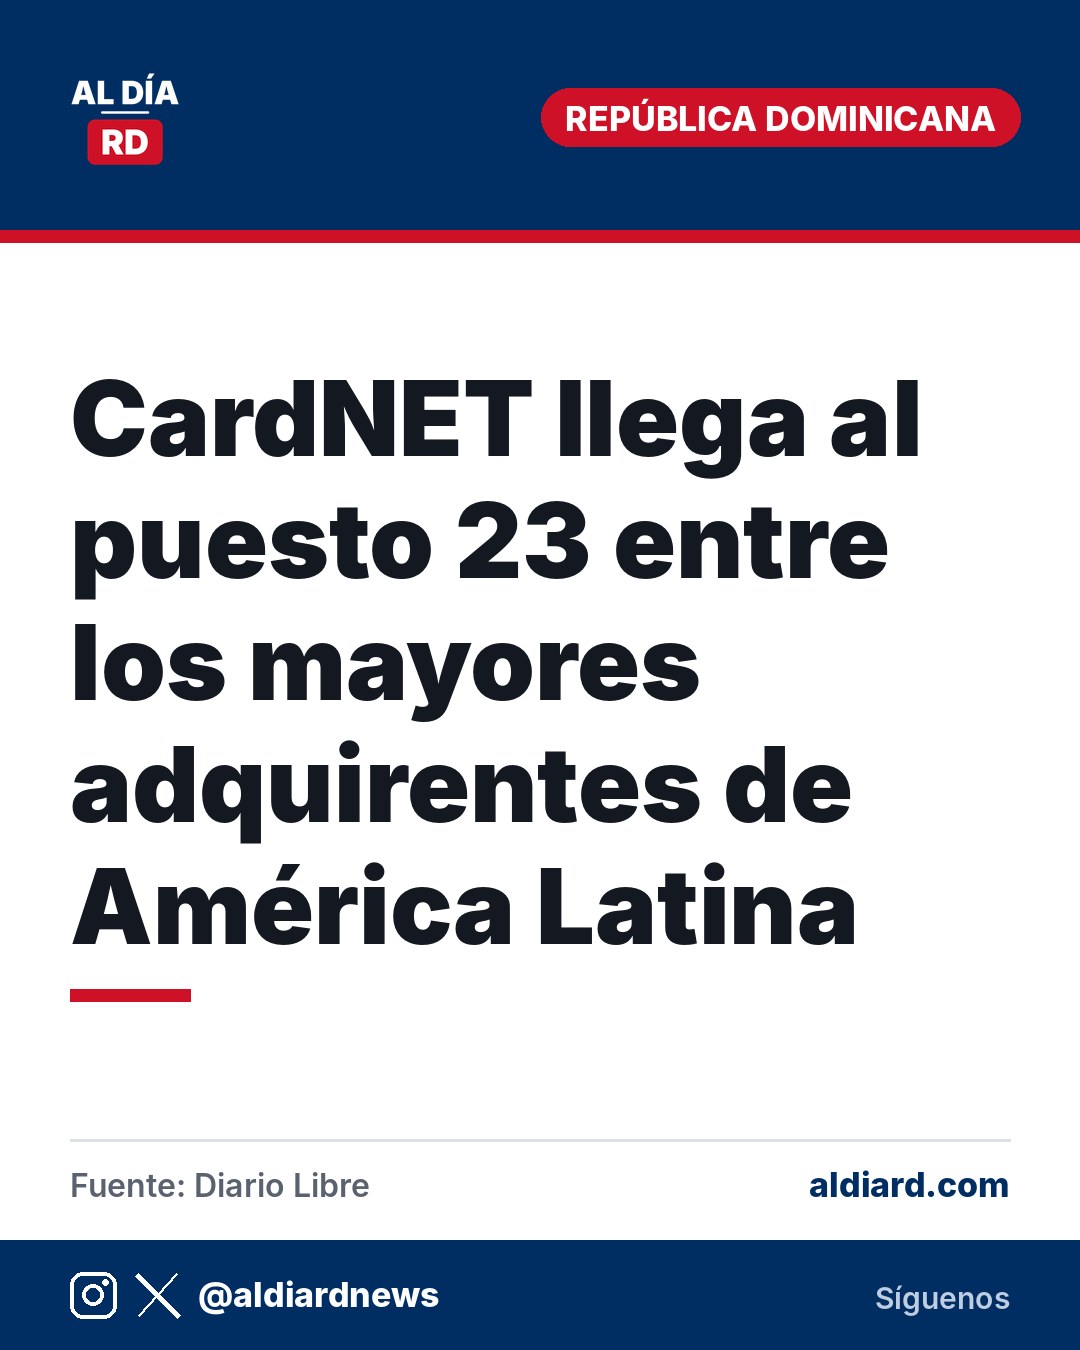 AL DÍA
RD
REPÚBLICA DOMINICANA
CardNET llega al
puesto 23 entre
los mayores
adquirentes de
América Latina
Fuente: Diario Libre
aldiard.com
@aldiardnews
Síguenos